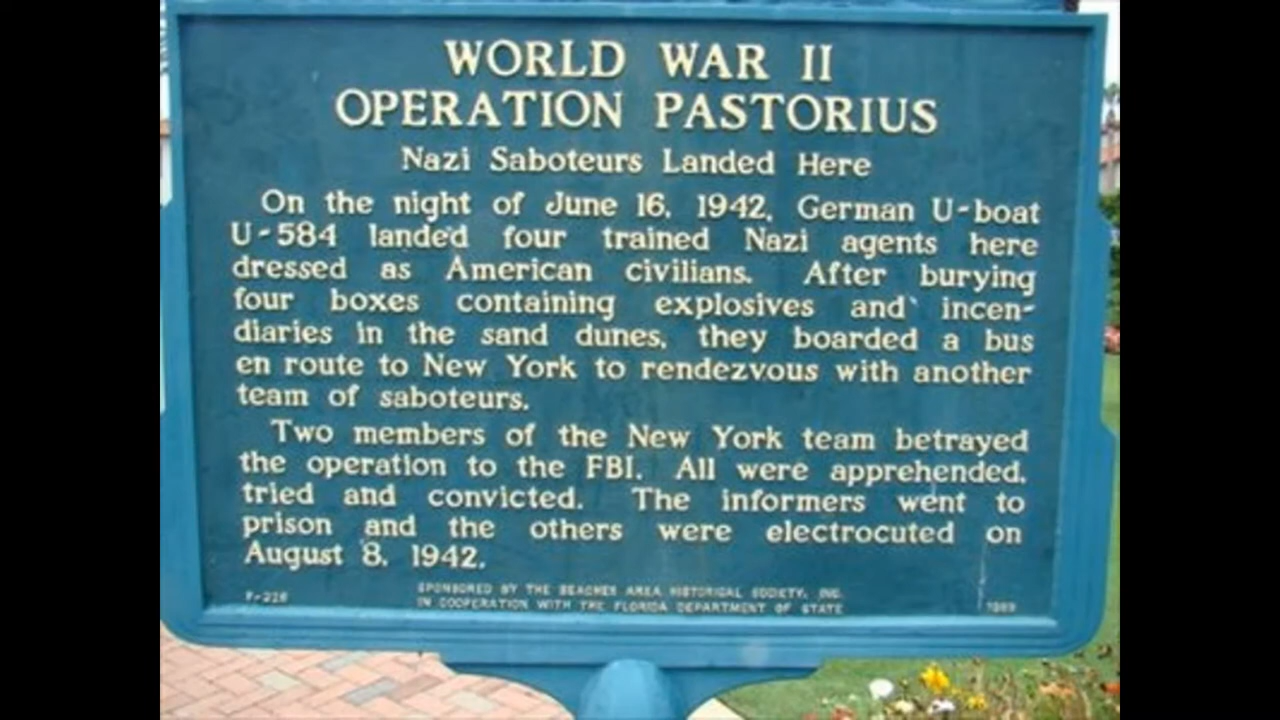 WORLD WAR II
OPERATION PASTORIUS
Nazi Saboteurs Landed Here
On the night of June 16, 1942, German U-boat
U-584 landed four trained Nazi agents here
dressed as American civilians. After burying
four boxes containing explosives and incen-
diaries in the sand dunes, they boarded a bus
en route to New York to rendezvous with another
team of saboteurs.
Two members of the New York team betrayed
the operation to the FBI. All were apprehended,
tried and convicted. The informers went to
prison and the others were electrocuted on
August 8, 1942.
SPONSORED BY THE BEACHES AREA HISTORICAL SOCIETY, INC.
F-328 IN COOPERATION WITH THE FLORIDA DEPARTMENT OF STATE